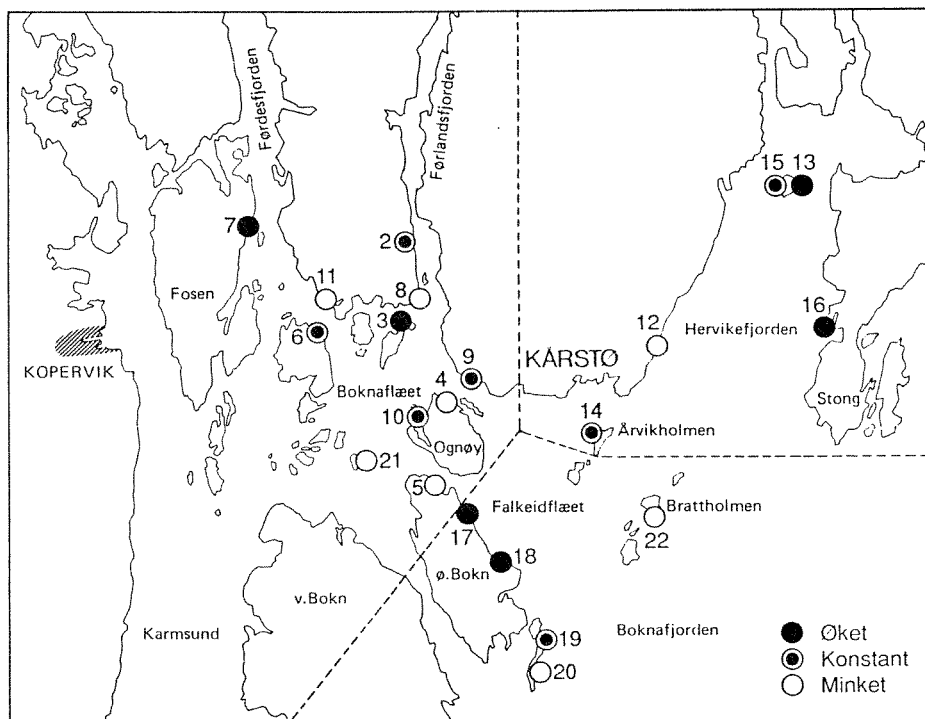 Førdesfjorden
Førlandsfjorden
15 13
7
2
Fosen
11
8
3
6
16
12
Hervikefjorden
KOPERVIK
9
KÅRSTØ
4
Boknaflæet
Stong
10
14
Årvikholmen
Ognøy
21
5
Falkeidflæet
Brattholmen
17
22
18
ø.Bokn
v.Bokn
Karmsund
19
Boknafjorden
20
Øket
Konstant
Minket